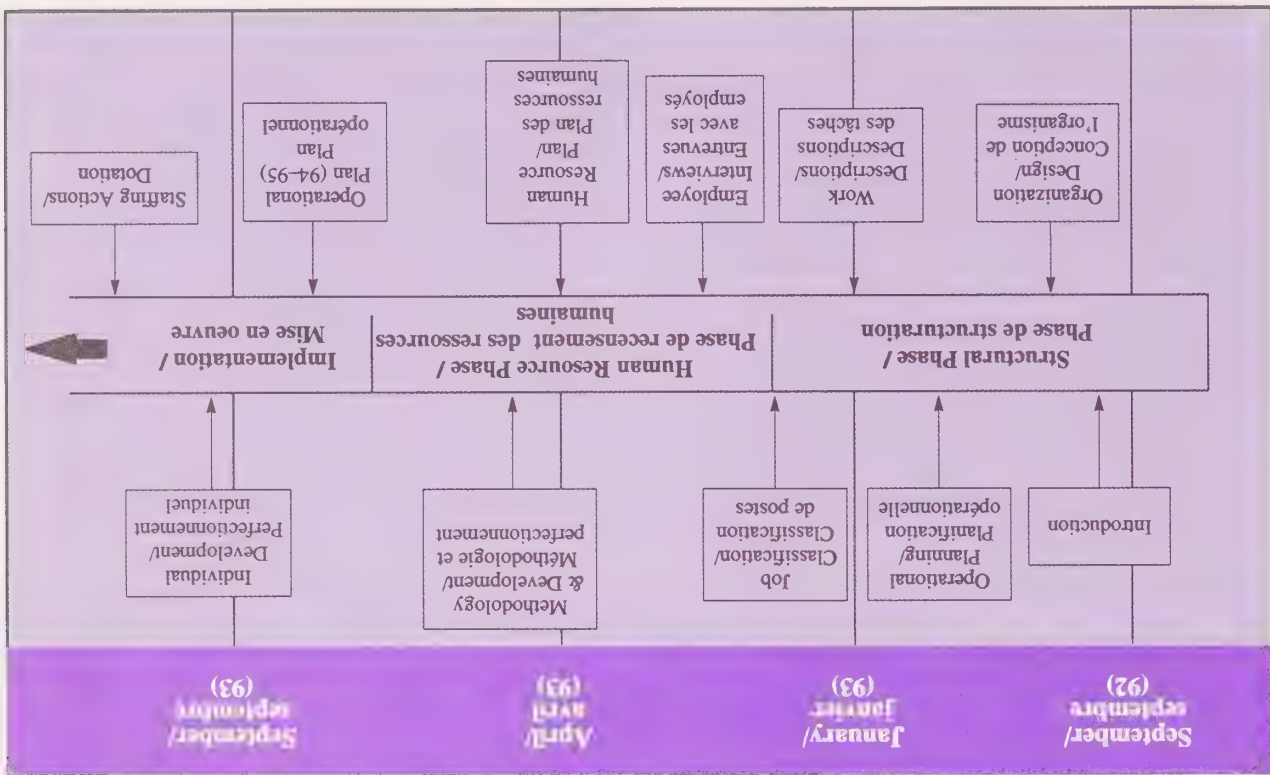 September/
septembre
(92)
January/
janvier
(93)
April/
avril
(93)
September/
septembre
(93)
Introduction
Operational
Planning/
Planification
opérationnelle
Job
Classification/
Classification
de postes
Methodology
& Development/
Méthodologie et
perfectionnement
Individual
Development/
Perfectionnement
individuel
Structural Phase /
Phase de structuration
Human Resource Phase /
Phase de recensement des ressources
humaines
Implementation /
Mise en oeuvre
Organization
Design/
Conception de
l'organisme
Work
Descriptions/
Descriptions
des tâches
Employee
Interviews/
Entrevues
avec les
employés
Human
Resource
Plan/
Plan des
ressources
humaines
Operational
Plan (94–95)
Plan
opérationnel
Staffing Actions/
Dotation